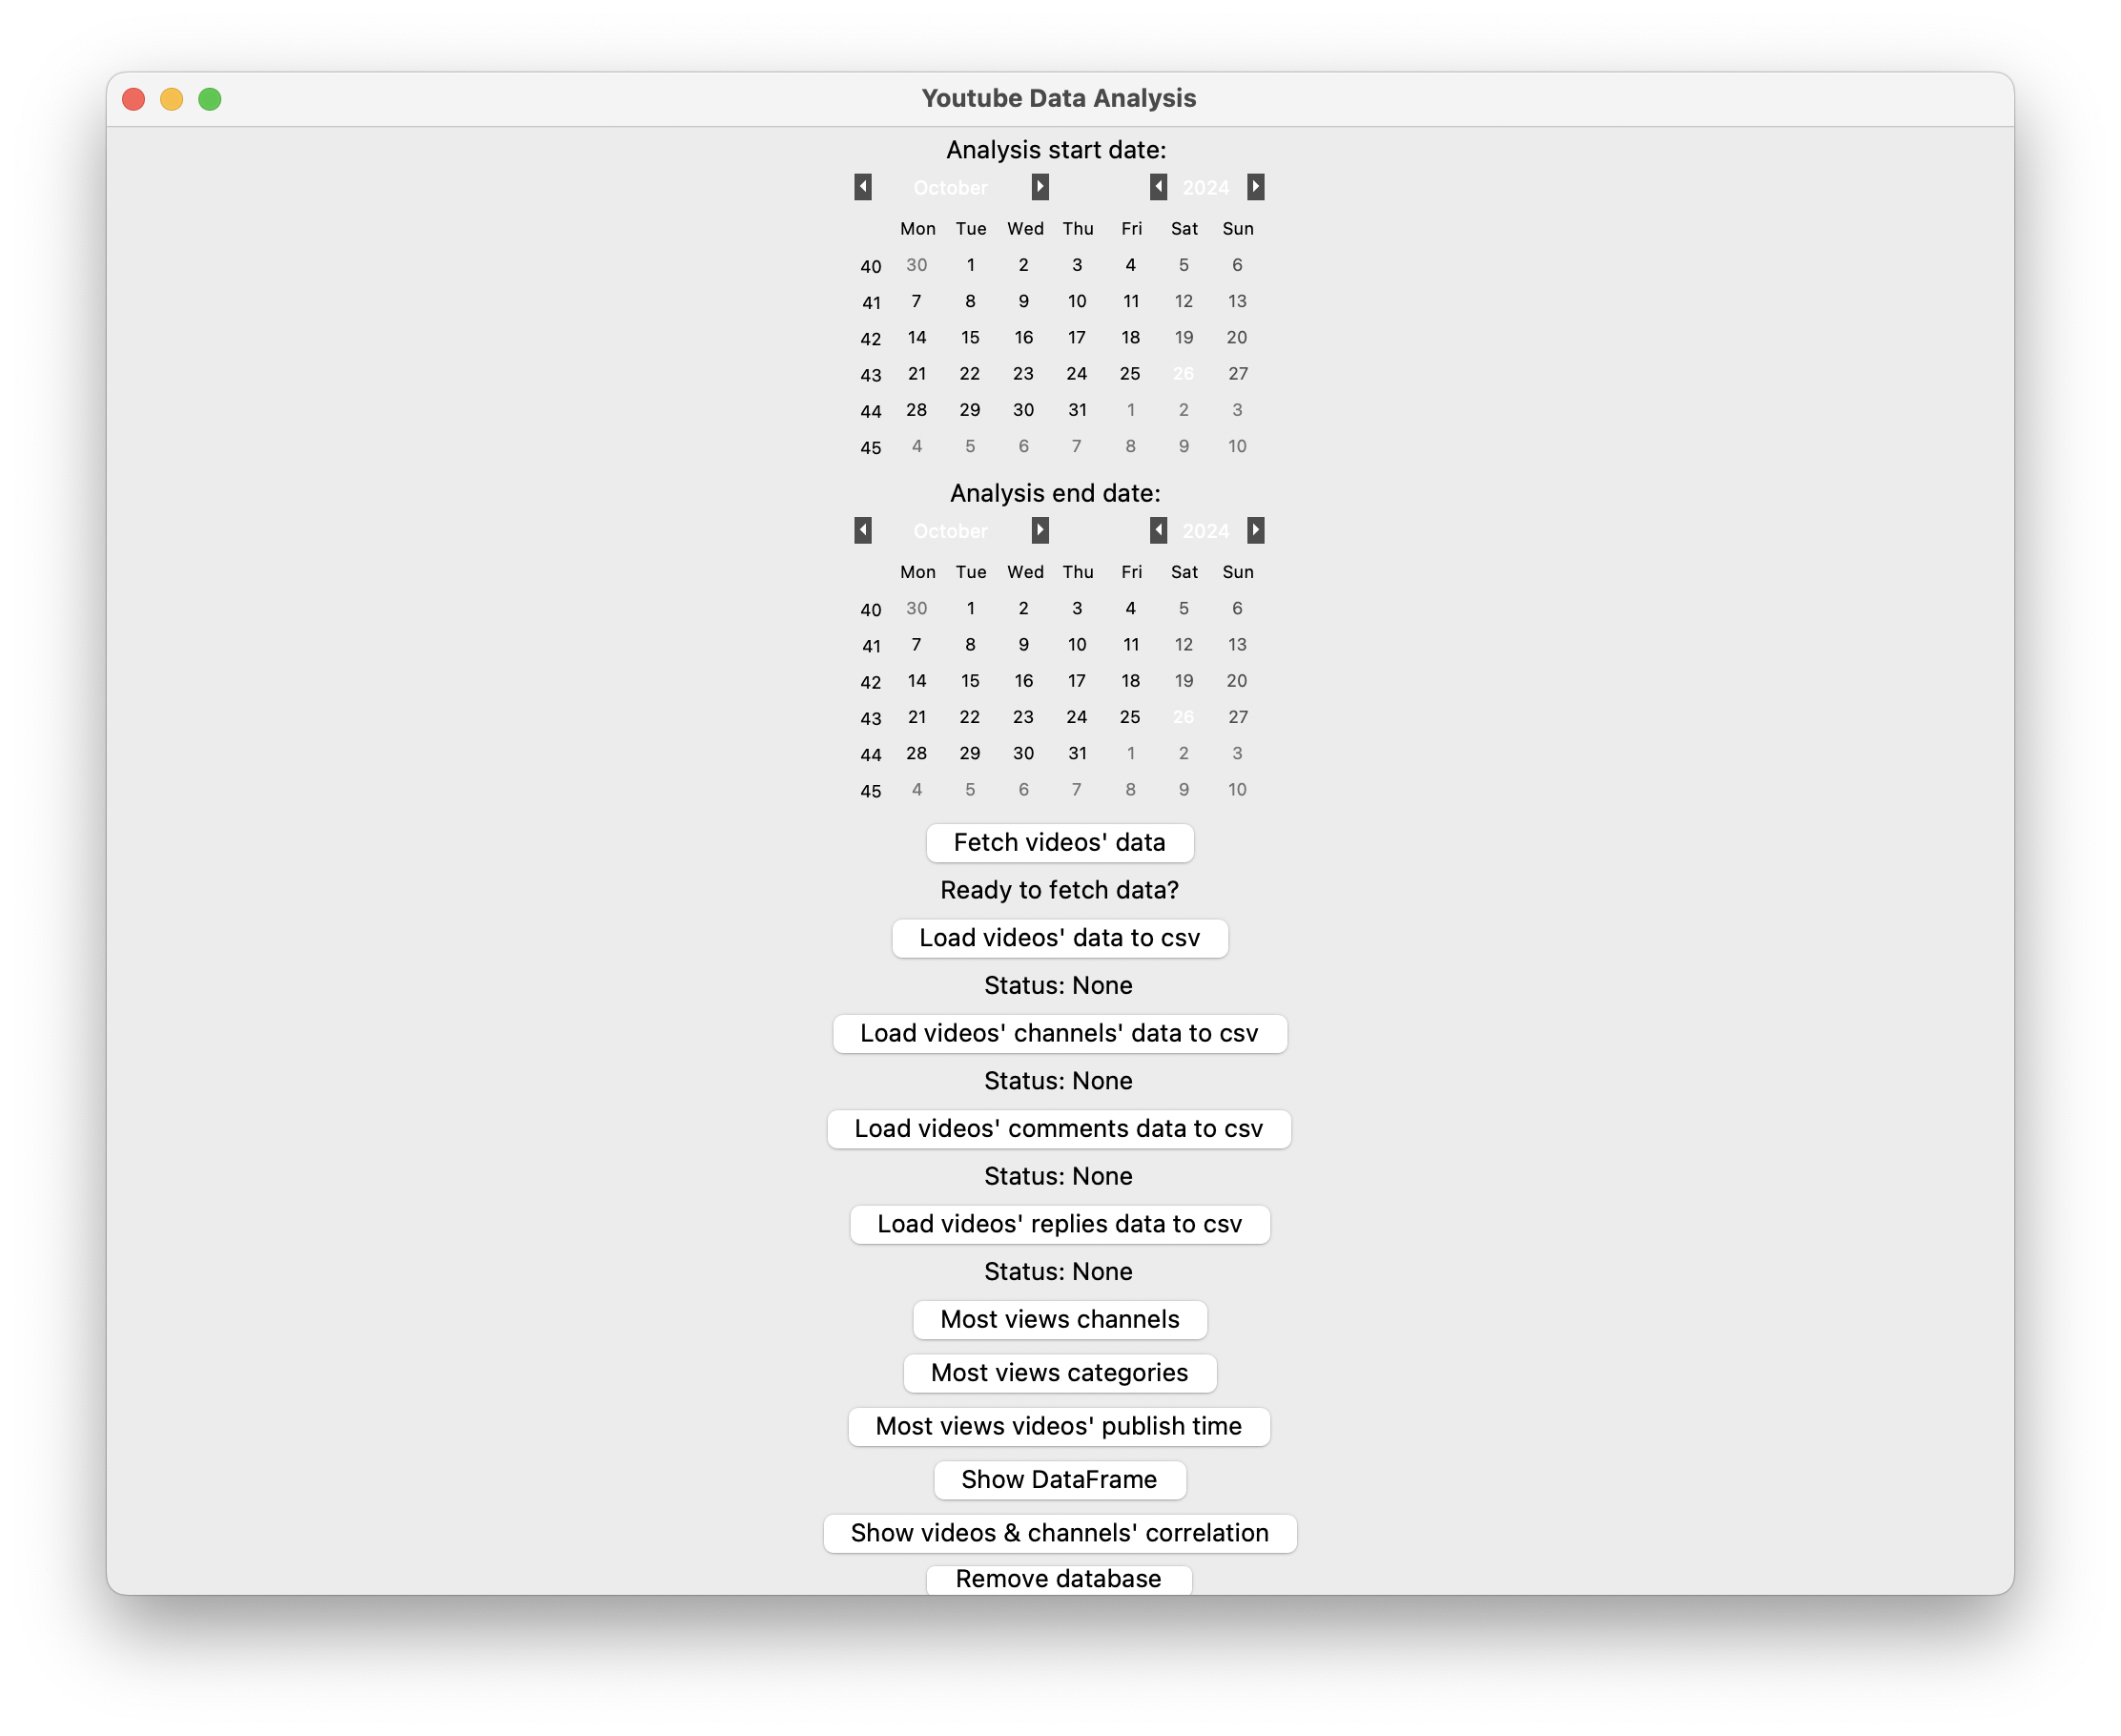 Youtube Data Analysis
Analysis start date:
October 2024
Mon Tue Wed Thu Fri Sat Sun
40 30 1 2 3 4 5 6
41 7 8 9 10 11 12 13
42 14 15 16 17 18 19 20
43 21 22 23 24 25 26 27
44 28 29 30 31 1 2 3
45 4 5 6 7 8 9 10
Analysis end date:
October 2024
Mon Tue Wed Thu Fri Sat Sun
40 30 1 2 3 4 5 6
41 7 8 9 10 11 12 13
42 14 15 16 17 18 19 20
43 21 22 23 24 25 26 27
44 28 29 30 31 1 2 3
45 4 5 6 7 8 9 10
Fetch videos' data
Ready to fetch data?
Load videos' data to csv
Status: None
Load videos' channels' data to csv
Status: None
Load videos' comments data to csv
Status: None
Load videos' replies data to csv
Status: None
Most views channels
Most views categories
Most views videos' publish time
Show DataFrame
Show videos & channels' correlation
Remove database